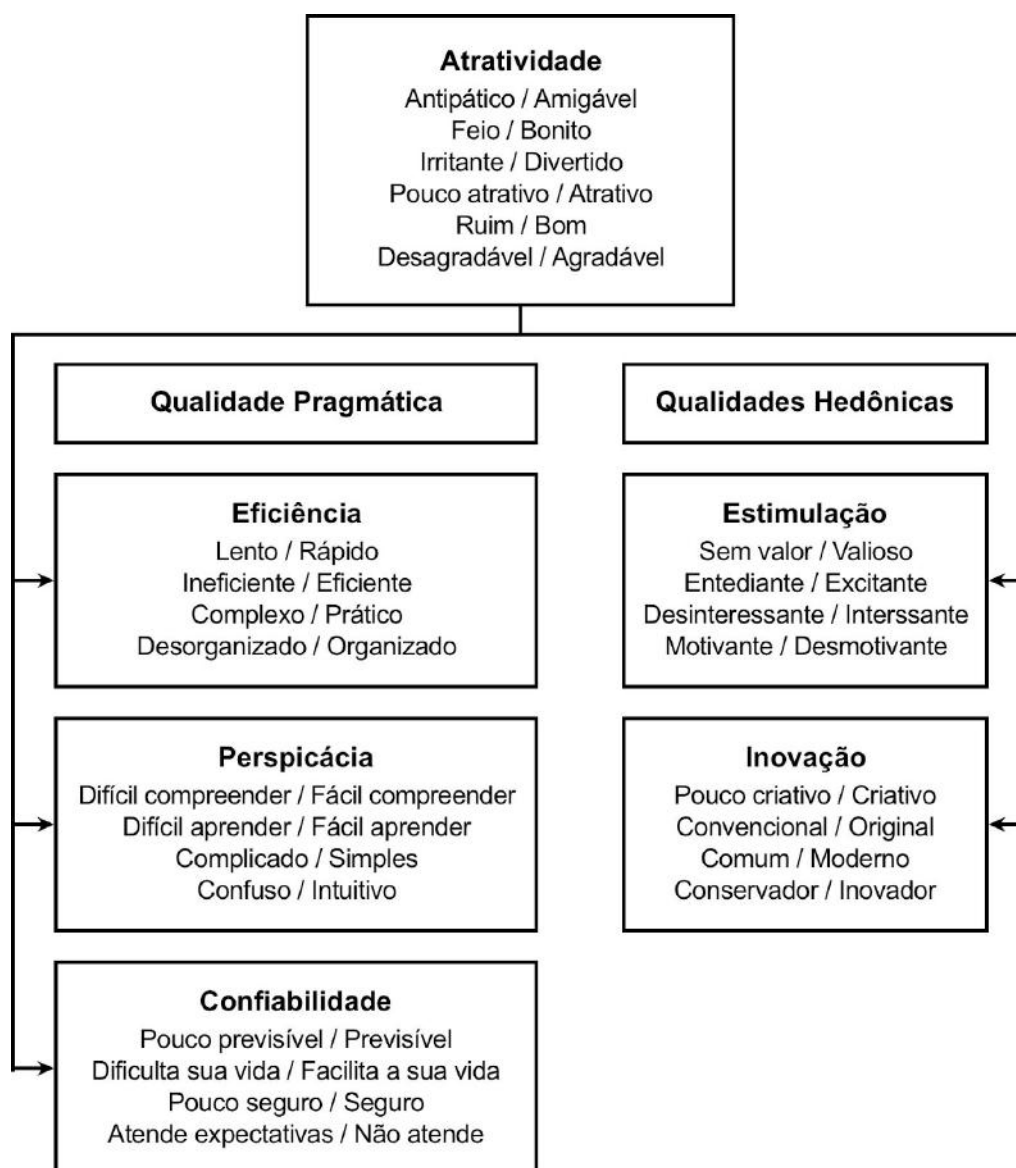 Atratividade
Antipático / Amigável
Feio / Bonito
Irritante / Divertido
Pouco atrativo / Atrativo
Ruim / Bom
Desagradável / Agradável
Qualidade Pragmática
Eficiência
Lento / Rápido
Ineficiente / Eficiente
Complexo / Prático
Desorganizado / Organizado
Perspicácia
Difícil compreender / Fácil compreender
Difícil aprender / Fácil aprender
Complicado / Simples
Confuso / Intuitivo
Confiabilidade
Pouco previsível / Previsível
Dificulta sua vida / Facilita a sua vida
Pouco seguro / Seguro
Atende expectativas / Não atende
Qualidades Hedônicas
Estimulação
Sem valor / Valioso
Entediante / Excitante
Desinteressante / Interssante
Motivante / Desmotivante
Inovação
Pouco criativo / Criativo
Convencional / Original
Comum / Moderno
Conservador / Inovador